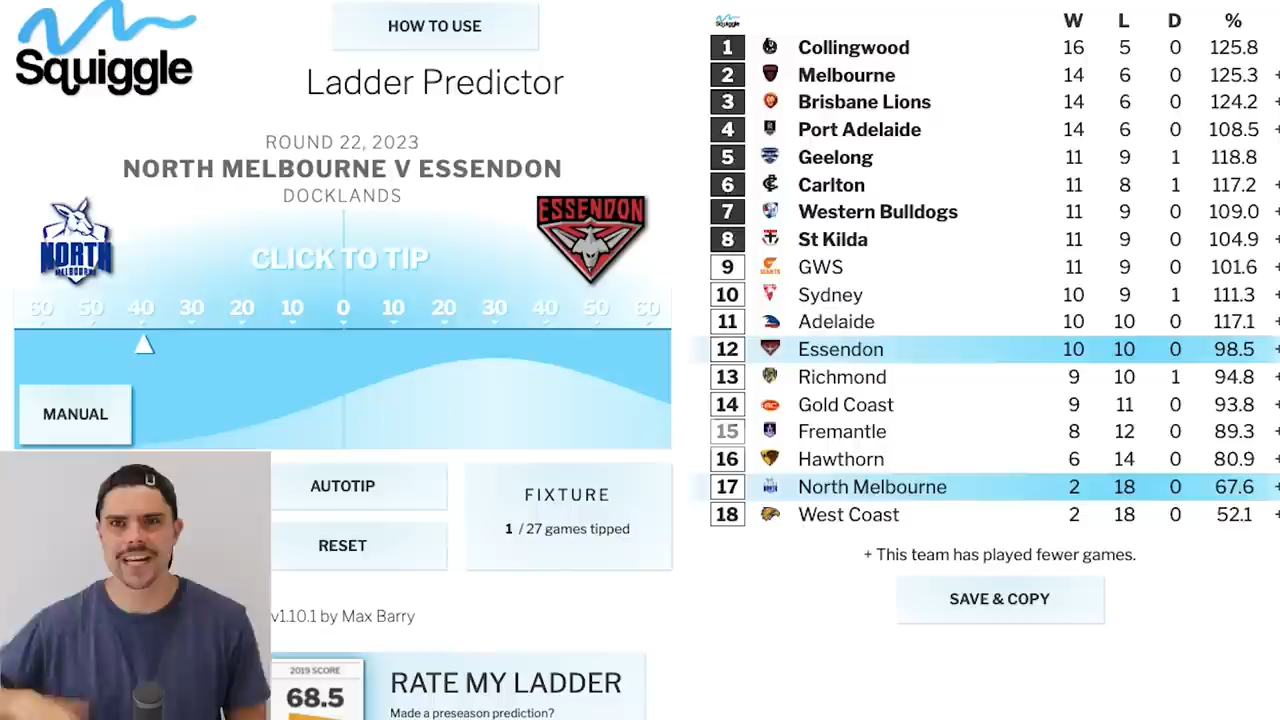 Squiggle
HOW TO USE
Ladder Predictor
ROUND 22, 2023
NORTH MELBOURNE V ESSENDON
DOCKLANDS
NORTH
MELBOURNE
ESSENDON
CLICK TO TIP
60 50 40 30 20 10 0 10 20 30 40 50 60
MANUAL
AUTOTIP
RESET
FIXTURE
1 / 27 games tipped
v1.10.1 by Max Barry
2019 SCORE
68.5
RATE MY LADDER
Made a preseason prediction?
Squiggle W L D %
1 Collingwood 16 5 0 125.8
2 Melbourne 14 6 0 125.3 +
3 Brisbane Lions 14 6 0 124.2 +
4 Port Adelaide 14 6 0 108.5 +
5 Geelong 11 9 1 118.8
6 Carlton 11 8 1 117.2 +
7 Western Bulldogs 11 9 0 109.0 +
8 St Kilda 11 9 0 104.9 +
9 GWS 11 9 0 101.6 +
10 Sydney 10 9 1 111.3 +
11 Adelaide 10 10 0 117.1 +
12 Essendon 10 10 0 98.5 +
13 Richmond 9 10 1 94.8 +
14 Gold Coast 9 11 0 93.8 +
15 Fremantle 8 12 0 89.3 +
16 Hawthorn 6 14 0 80.9 +
17 North Melbourne 2 18 0 67.6 +
18 West Coast 2 18 0 52.1 +
+ This team has played fewer games.
SAVE & COPY